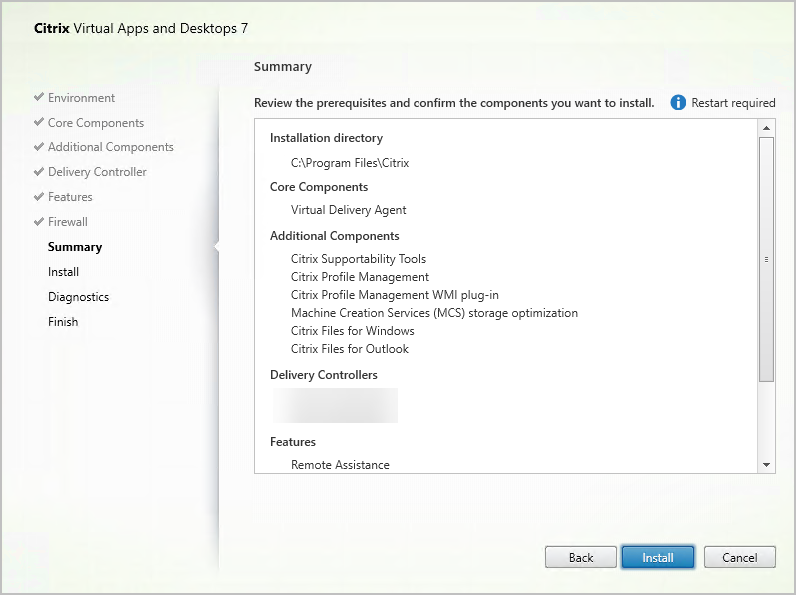 Citrix Virtual Apps and Desktops 7
Environment
Core Components
Additional Components
Delivery Controller
Features
Firewall
Summary
Install
Diagnostics
Finish
Summary
Review the prerequisites and confirm the components you want to install.
Restart required
Installation directory
C:\Program Files\Citrix
Core Components
Virtual Delivery Agent
Additional Components
Citrix Supportability Tools
Citrix Profile Management
Citrix Profile Management WMI plug-in
Machine Creation Services (MCS) storage optimization
Citrix Files for Windows
Citrix Files for Outlook
Delivery Controllers
Features
Remote Assistance
Back
Install
Cancel